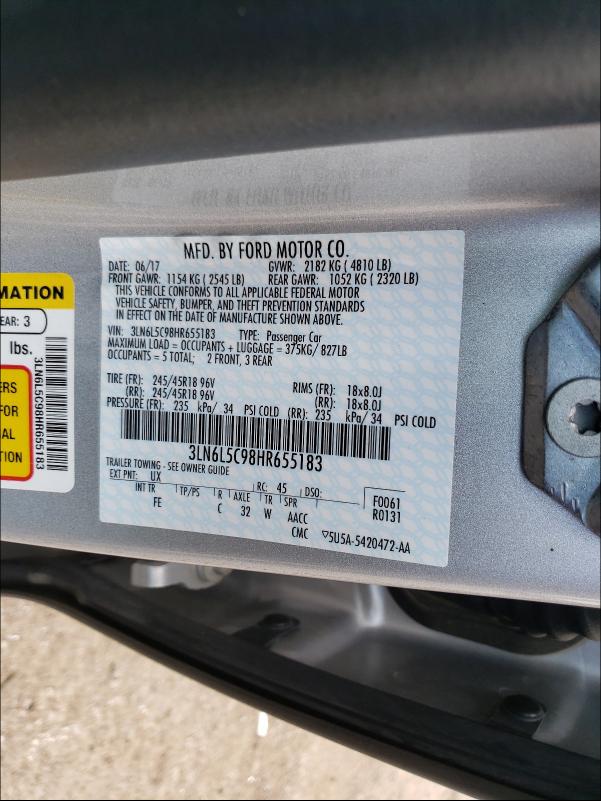 MFD. BY FORD MOTOR CO.
DATE: 06/17 GVWR: 2182 KG ( 4810 LB)
FRONT GAWR: 1154 KG ( 2545 LB) REAR GAWR: 1052 KG ( 2320 LB)
THIS VEHICLE CONFORMS TO ALL APPLICABLE FEDERAL MOTOR
VEHICLE SAFETY, BUMPER, AND THEFT PREVENTION STANDARDS
IN EFFECT ON THE DATE OF MANUFACTURE SHOWN ABOVE.
VIN: 3LN6L5C98HR655183 TYPE: Passenger Car
MAXIMUM LOAD = OCCUPANTS + LUGGAGE = 375KG/ 827LB
OCCUPANTS = 5 TOTAL; 2 FRONT, 3 REAR
TIRE (FR): 245/45R18 96V RIMS (FR): 18x8.0J
(RR): 245/45R18 96V (RR): 18x8.0J
PRESSURE (FR): 235 kPa/ 34 PSI COLD (RR): 235 kPa/ 34 PSI COLD
3LN6L5C98HR655183
TRAILER TOWING - SEE OWNER GUIDE
EXT PNT: UX RC: 45 DSO: F0061
INT TR TP/PS R AXLE TR SPR R0131
FE C 32 W AACC
CMC ▽5U5A-5420472-AA
MATION
EAR: 3
lbs.
ERS
FOR
AL
TION
3LN6L5C98HR655183